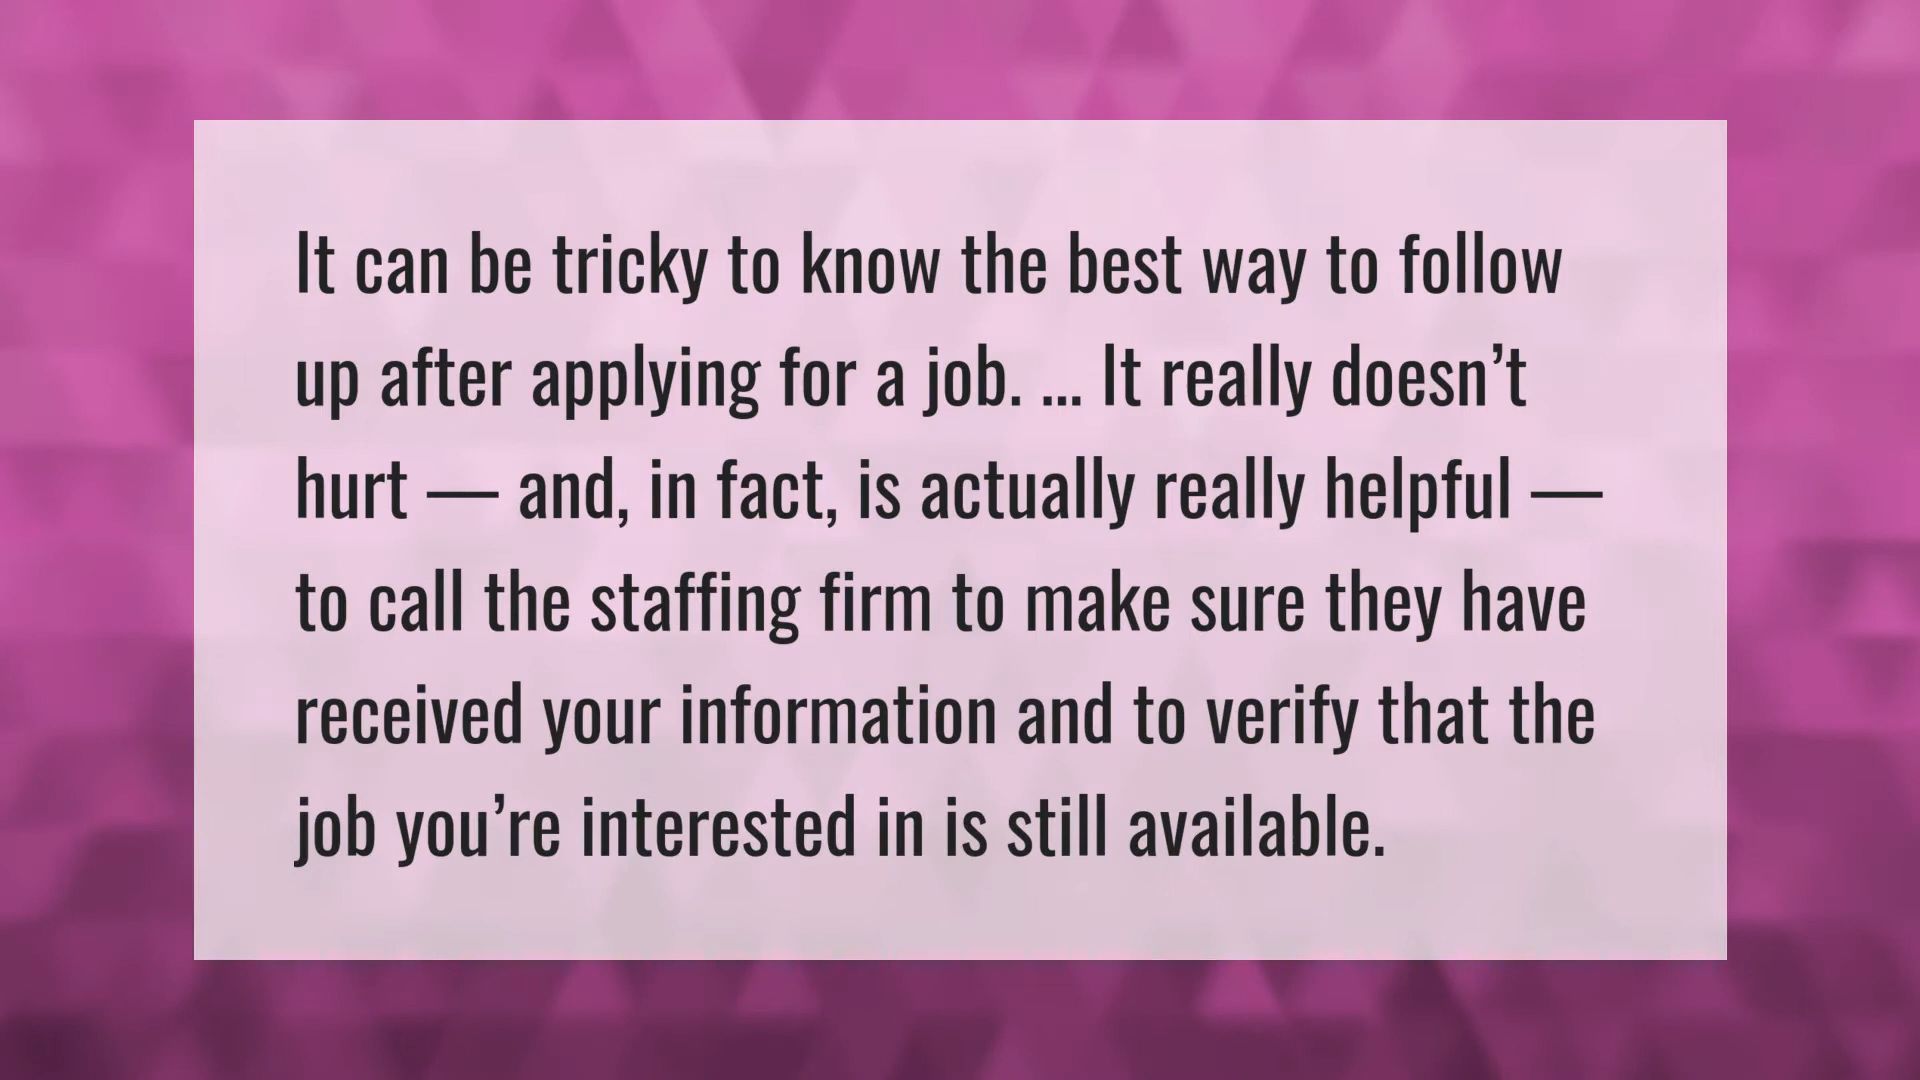 It can be tricky to know the best way to follow
up after applying for a job. ... It really doesn’t
hurt — and, in fact, is actually really helpful —
to call the staffing firm to make sure they have
received your information and to verify that the
job you’re interested in is still available.